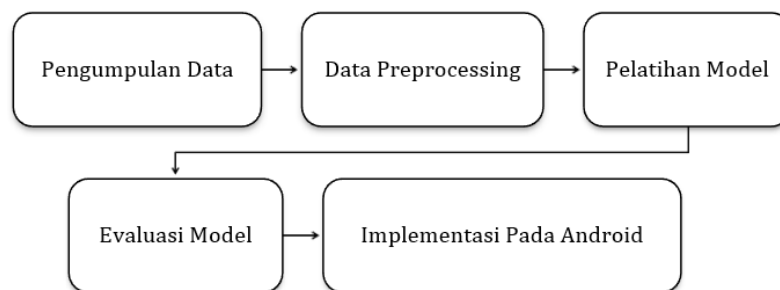 Pengumpulan Data
Data Preprocessing
Pelatihan Model
Evaluasi Model
Implementasi Pada Android